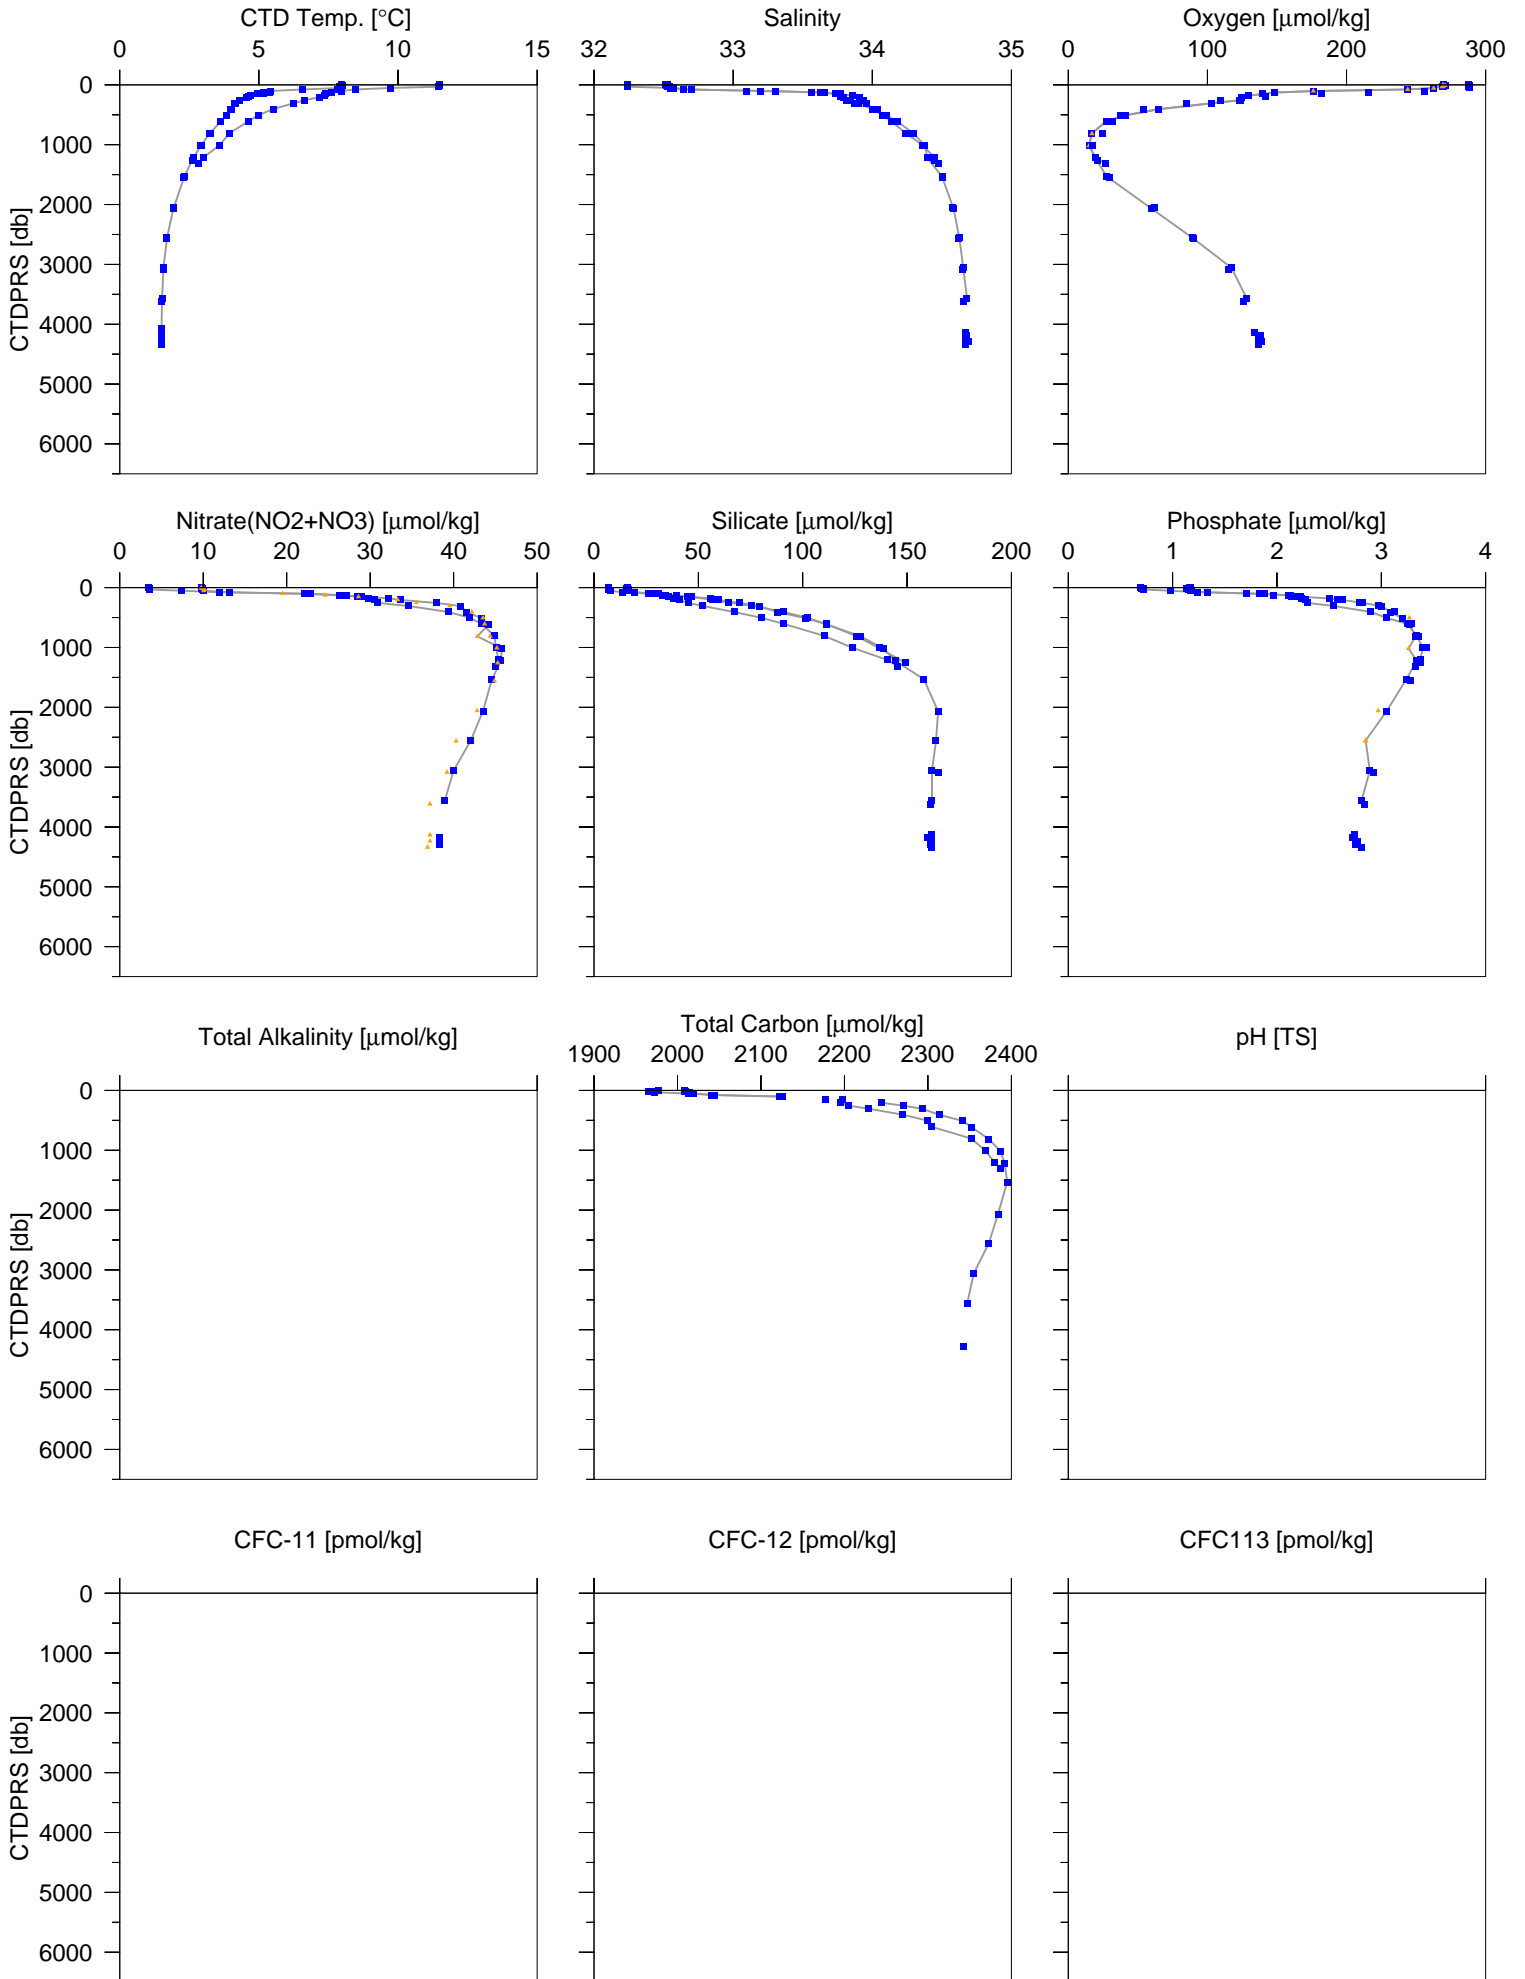 CTD Temp. [°C] Salinity Oxygen [μmol/kg]
0 5 10 15 32 33 34 35 0 100 200 300
0
1000
2000
3000
4000
5000
6000
CTDPRS [db]
Nitrate(NO2+NO3) [μmol/kg] Silicate [μmol/kg] Phosphate [μmol/kg]
0 10 20 30 40 50 0 50 100 150 200 0 1 2 3 4
0
1000
2000
3000
4000
5000
6000
CTDPRS [db]
Total Alkalinity [μmol/kg] Total Carbon [μmol/kg] pH [TS]
1900 2000 2100 2200 2300 2400
0
1000
2000
3000
4000
5000
6000
CTDPRS [db]
CFC-11 [pmol/kg] CFC-12 [pmol/kg] CFC113 [pmol/kg]
0
1000
2000
3000
4000
5000
6000
CTDPRS [db]